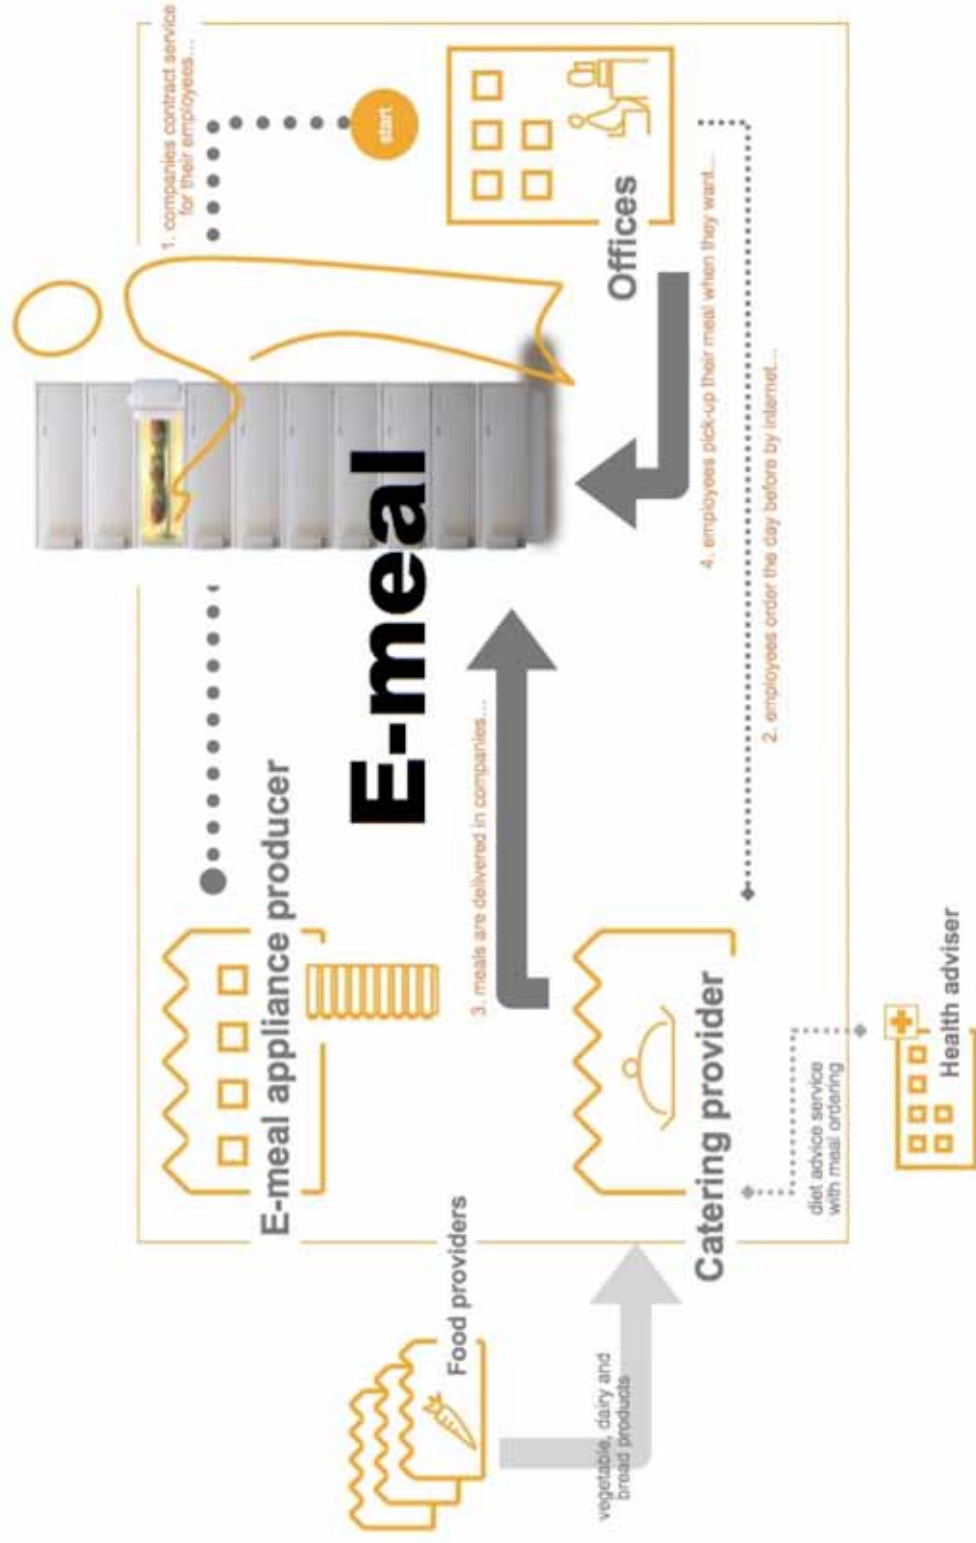 1. companies contract service
for their employees...
start
E-meal appliance producer
E-meal
Offices
3. meals are delivered in companies...
4. employees pick-up their meal when they want...
2. employees order the day before by internet...
Food providers
vegetable, dairy and
bread products
Catering provider
diet advice service
with meal ordering
Health adviser